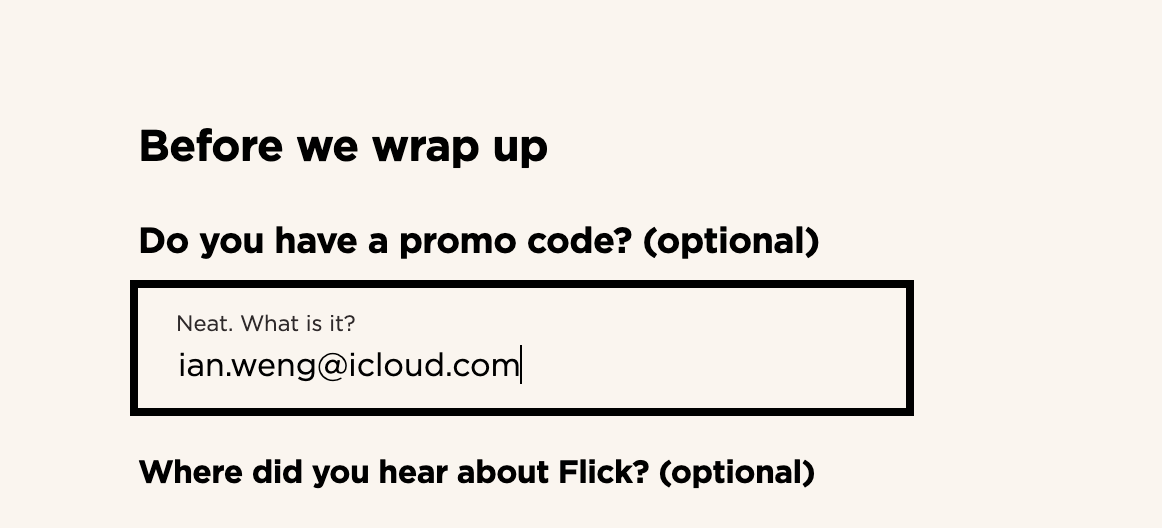 Before we wrap up
Do you have a promo code? (optional)
Neat. What is it?
ian.weng@icloud.com
Where did you hear about Flick? (optional)